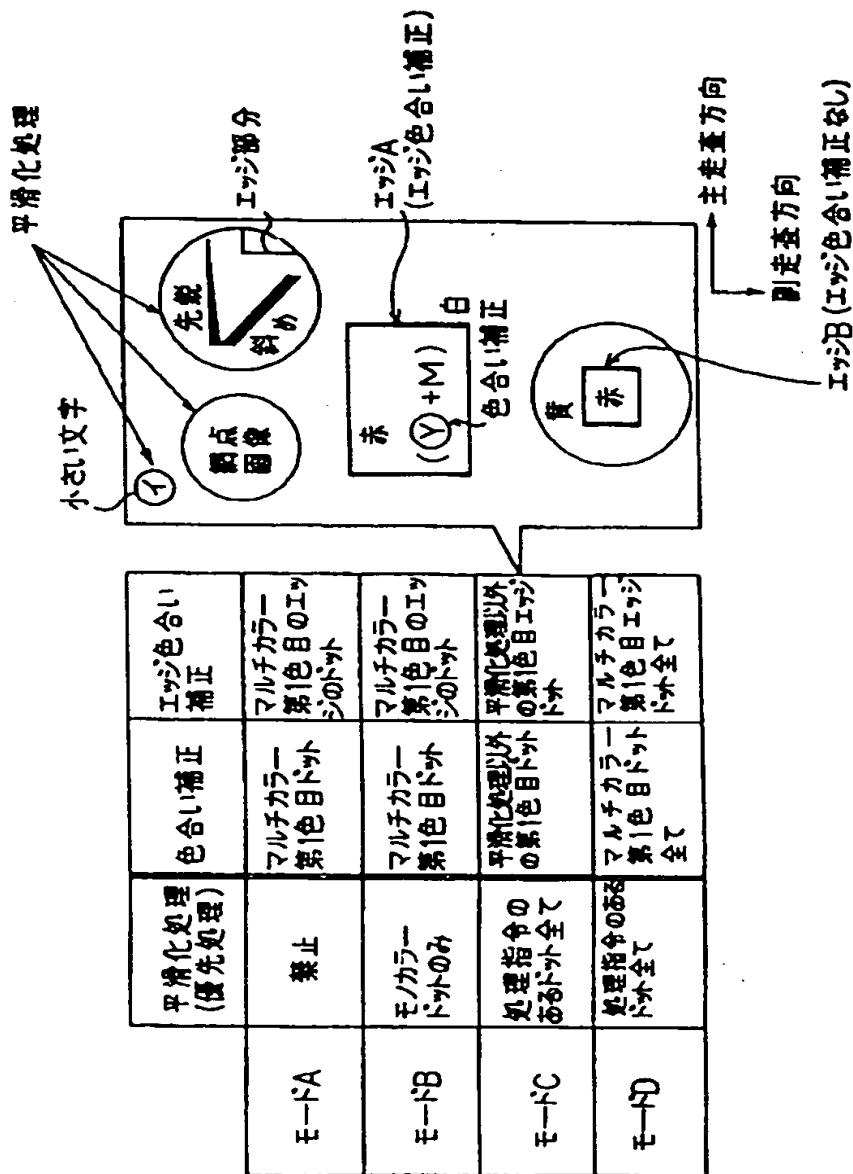 平滑化処理
(優先処理)
色合い補正
エッジ色合い
補正
モードA
禁止
マルチカラー
第1色目ドット
マルチカラー
第1色目のエッ
ジのドット
モードB
モノカラー
ドットのみ
マルチカラー
第1色目ドット
マルチカラー
第1色目のエッ
ジのドット
モードC
処理指令の
あるドット全て
平滑化処理以外
の第1色目ドット
平滑化処理以外
の第1色目エッジ
ドット
モードD
処理指令のある
ドット全て
マルチカラー
第1色目ドット
全て
マルチカラー
第1色目エッジ
ドット全て
平滑化処理
小さい文字
イ
網点
画像
先鋭
斜め
エッジ部分
赤
(Y+M)
白
色合い補正
エッジA
(エッジ色合い補正)
黄
赤
主走査方向
副走査方向
エッジB(エッジ色合い補正なし)